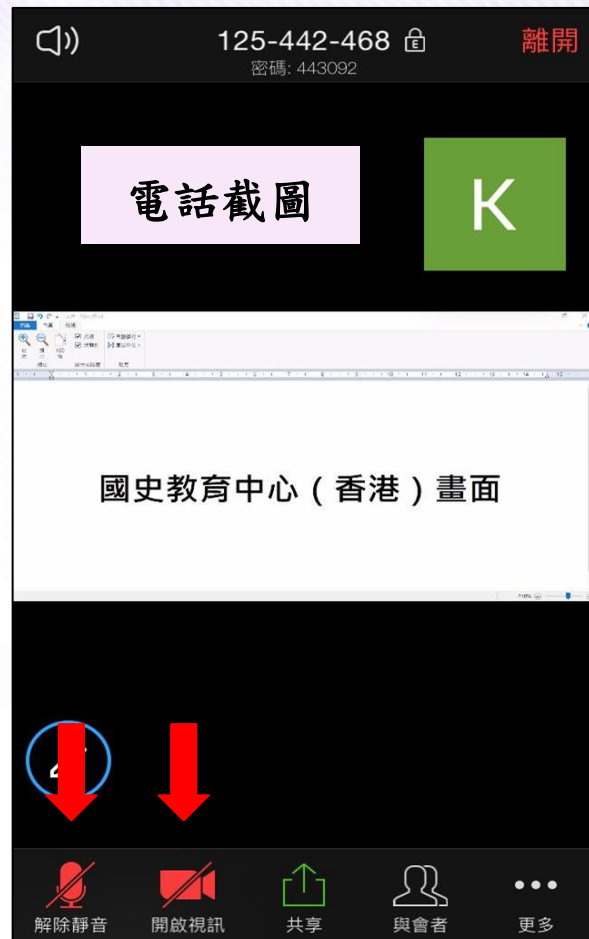 125-442-468
離開
密碼: 443092
電話截圖
K
國史教育中心（香港）畫面
解除靜音
開啟視訊
共享
與會者
更多